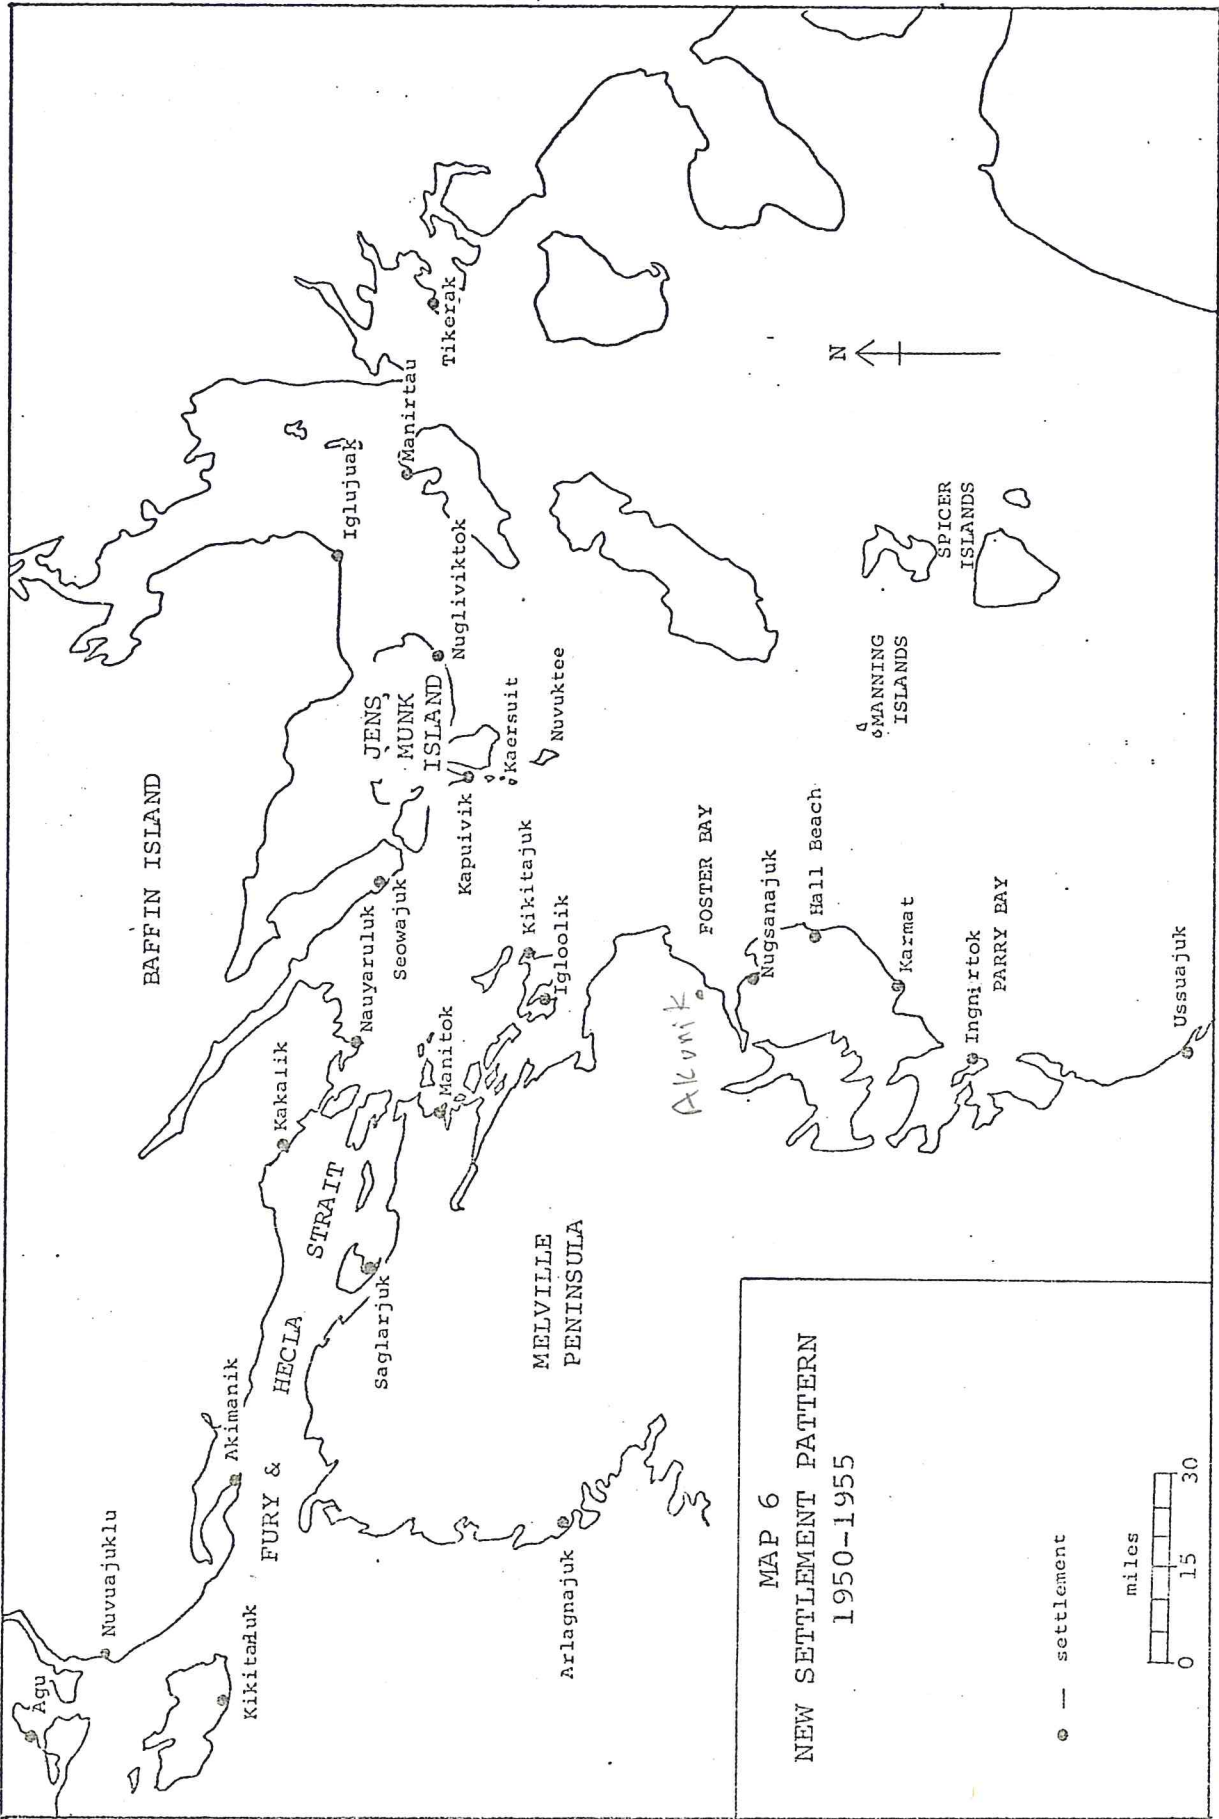 Agu
Nuvuajuklu
Kikitaduk
Akimanik
FURY &
HECLA
STRAIT
Saglarjuk
Arlagnajuk
BAFFIN ISLAND
Kakalik
Nauyaruluk
Seowajuk
Manitok
Kikitajuk
Igloolik
Kapuivik
Kaersuit
Nuvuktee
JENS
MUNK
ISLAND
Nugliviktok
Iglujuak
Manirtau
Tikerak
MELVILLE
PENINSULA
Akunik
FOSTER BAY
Nugsanajuk
Hall Beach
Karmat
Ingnirtok
PARRY BAY
Ussuajuk
MANNING
ISLANDS
SPICER
ISLANDS
N
MAP 6
NEW SETTLEMENT PATTERN
1950-1955
— settlement
miles
0 15 30